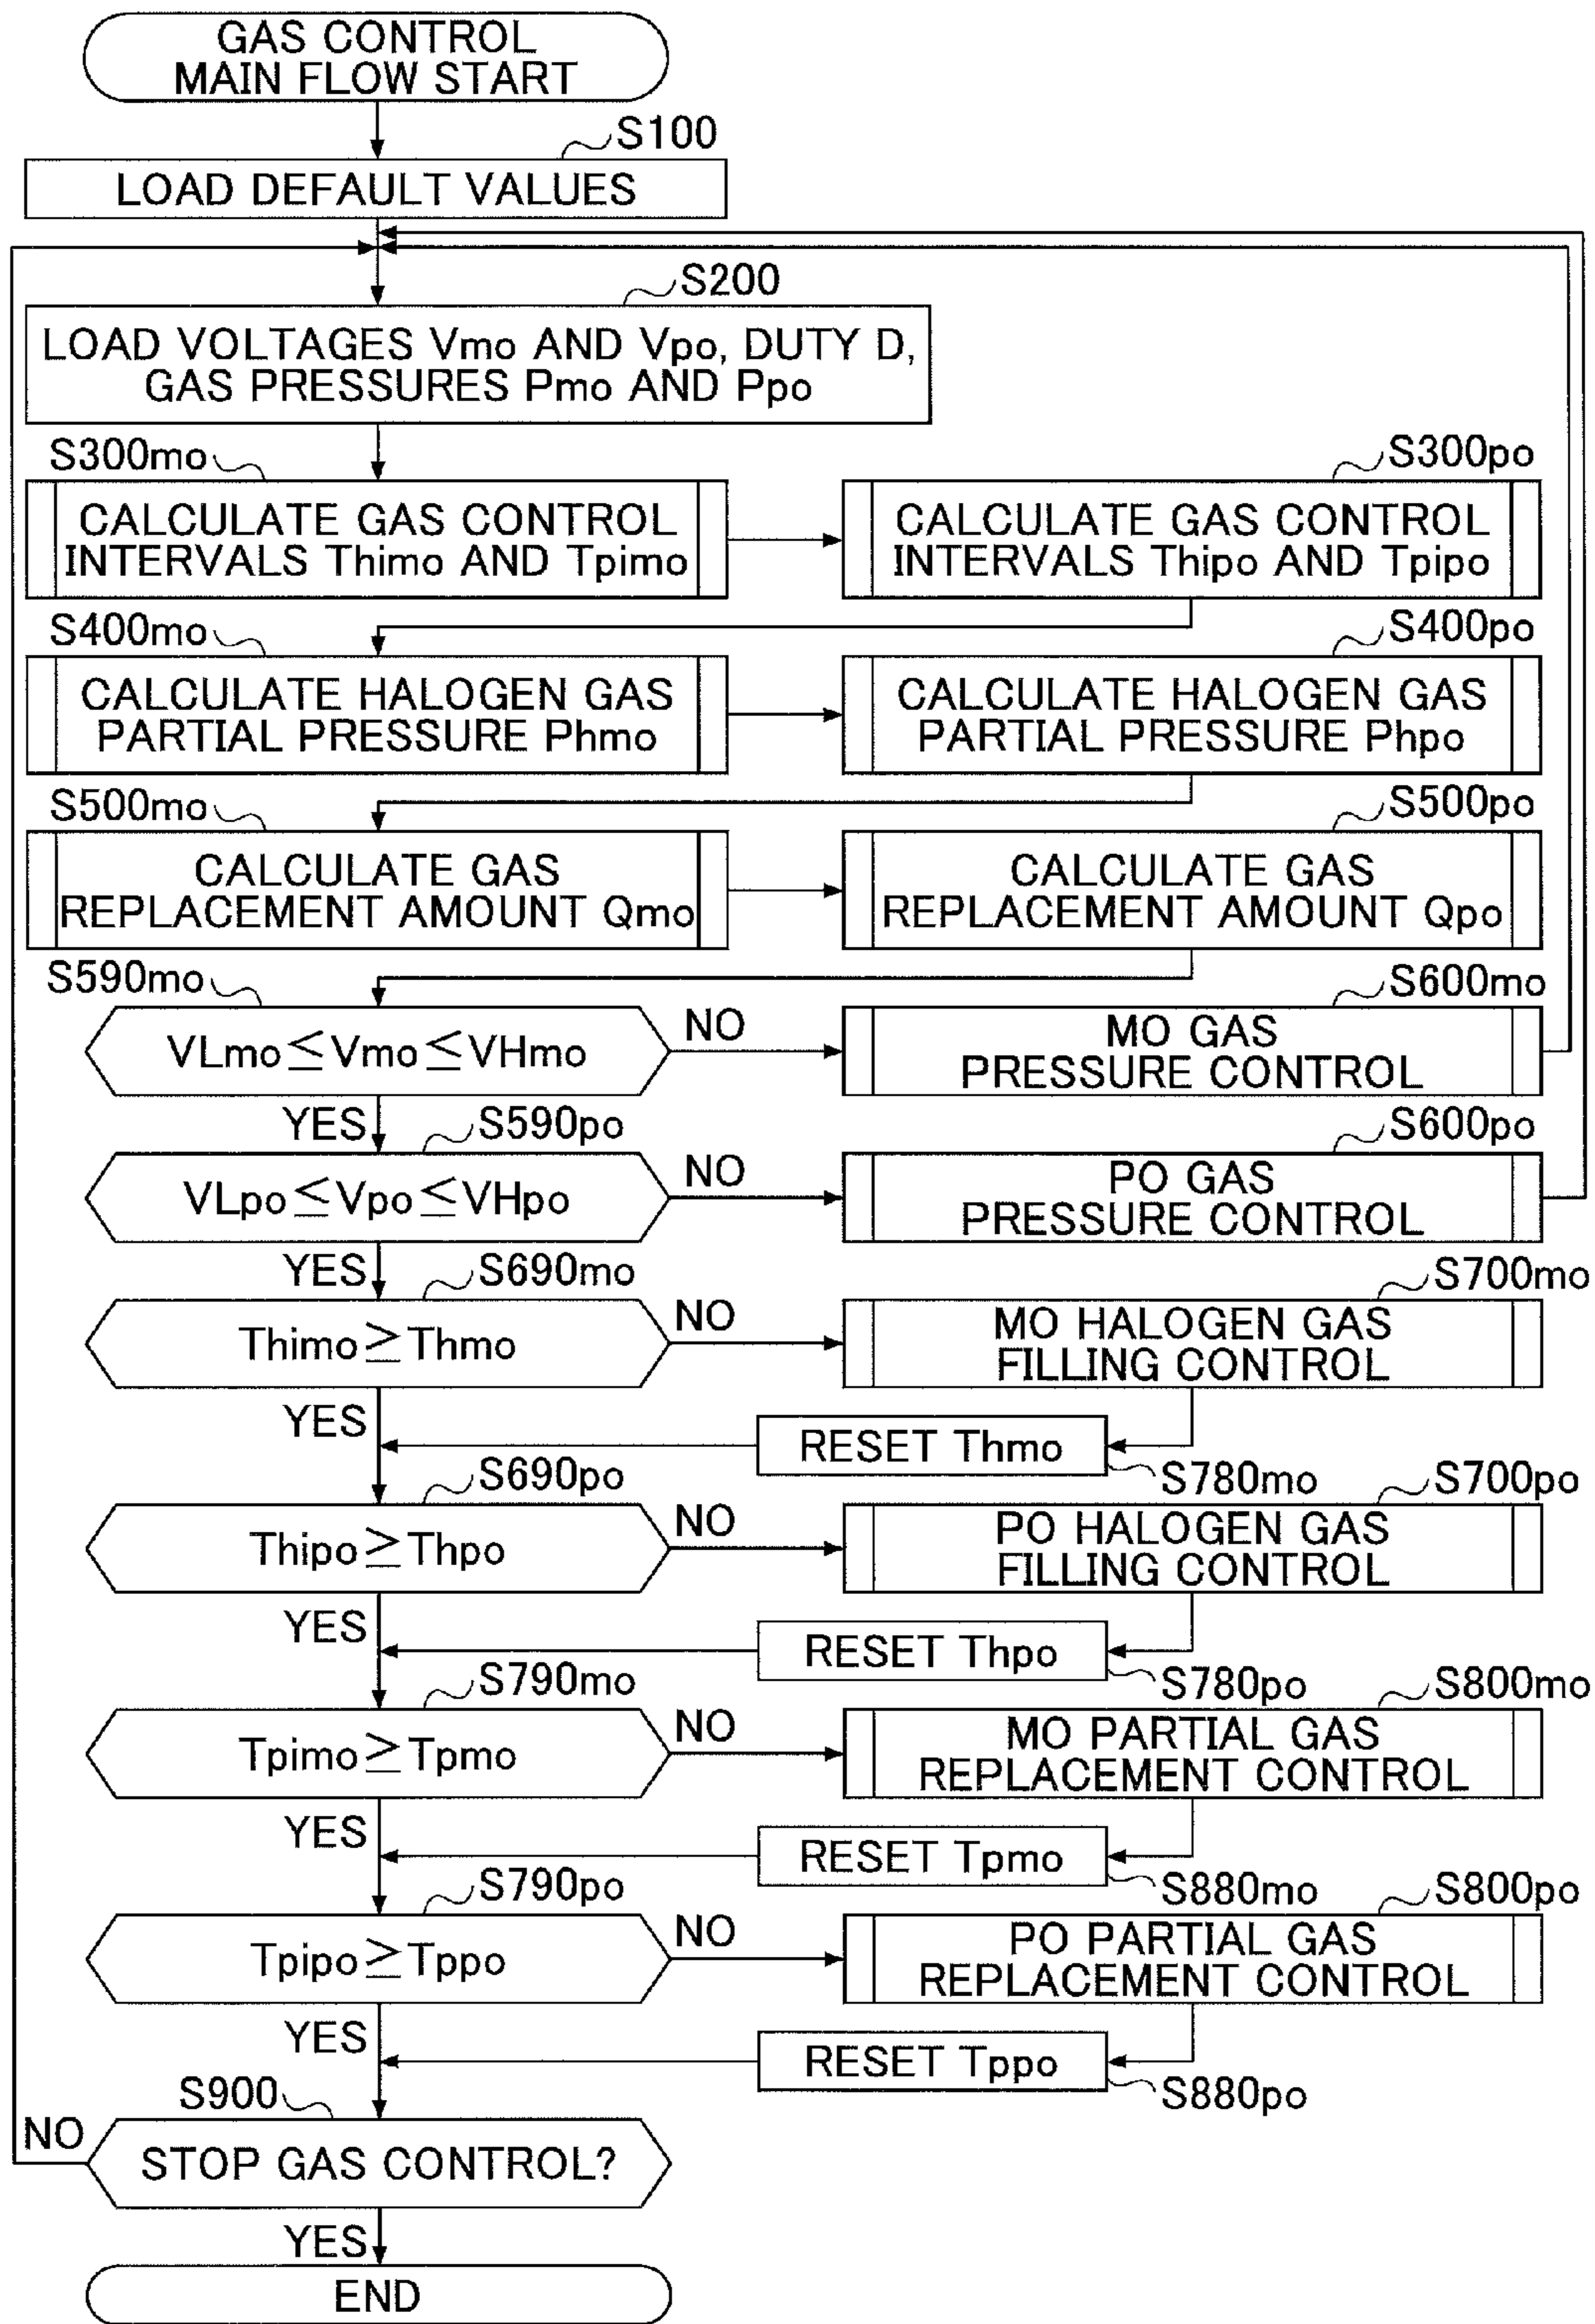 GAS CONTROL
MAIN FLOW START
S100
LOAD DEFAULT VALUES
S200
LOAD VOLTAGES Vmo AND Vpo, DUTY D,
GAS PRESSURES Pmo AND Ppo
S300mo
CALCULATE GAS CONTROL
INTERVALS Thimo AND Tpimo
S300po
CALCULATE GAS CONTROL
INTERVALS Thipo AND Tpipo
S400mo
CALCULATE HALOGEN GAS
PARTIAL PRESSURE Phmo
S400po
CALCULATE HALOGEN GAS
PARTIAL PRESSURE Phpo
S500mo
CALCULATE GAS
REPLACEMENT AMOUNT Qmo
S500po
CALCULATE GAS
REPLACEMENT AMOUNT Qpo
S590mo
VLmo≦Vmo≦VHmo
NO
S600mo
MO GAS
PRESSURE CONTROL
YES
S590po
VLpo≦Vpo≦VHpo
NO
S600po
PO GAS
PRESSURE CONTROL
YES
S690mo
Thimo≧Thmo
NO
S700mo
MO HALOGEN GAS
FILLING CONTROL
YES
RESET Thmo
S780mo
S690po
Thipo≧Thpo
NO
S700po
PO HALOGEN GAS
FILLING CONTROL
YES
RESET Thpo
S780po
S790mo
Tpimo≧Tpmo
NO
S800mo
MO PARTIAL GAS
REPLACEMENT CONTROL
YES
RESET Tpmo
S880mo
S790po
Tpipo≧Tppo
NO
S800po
PO PARTIAL GAS
REPLACEMENT CONTROL
YES
RESET Tppo
S880po
S900
NO
STOP GAS CONTROL?
YES
END